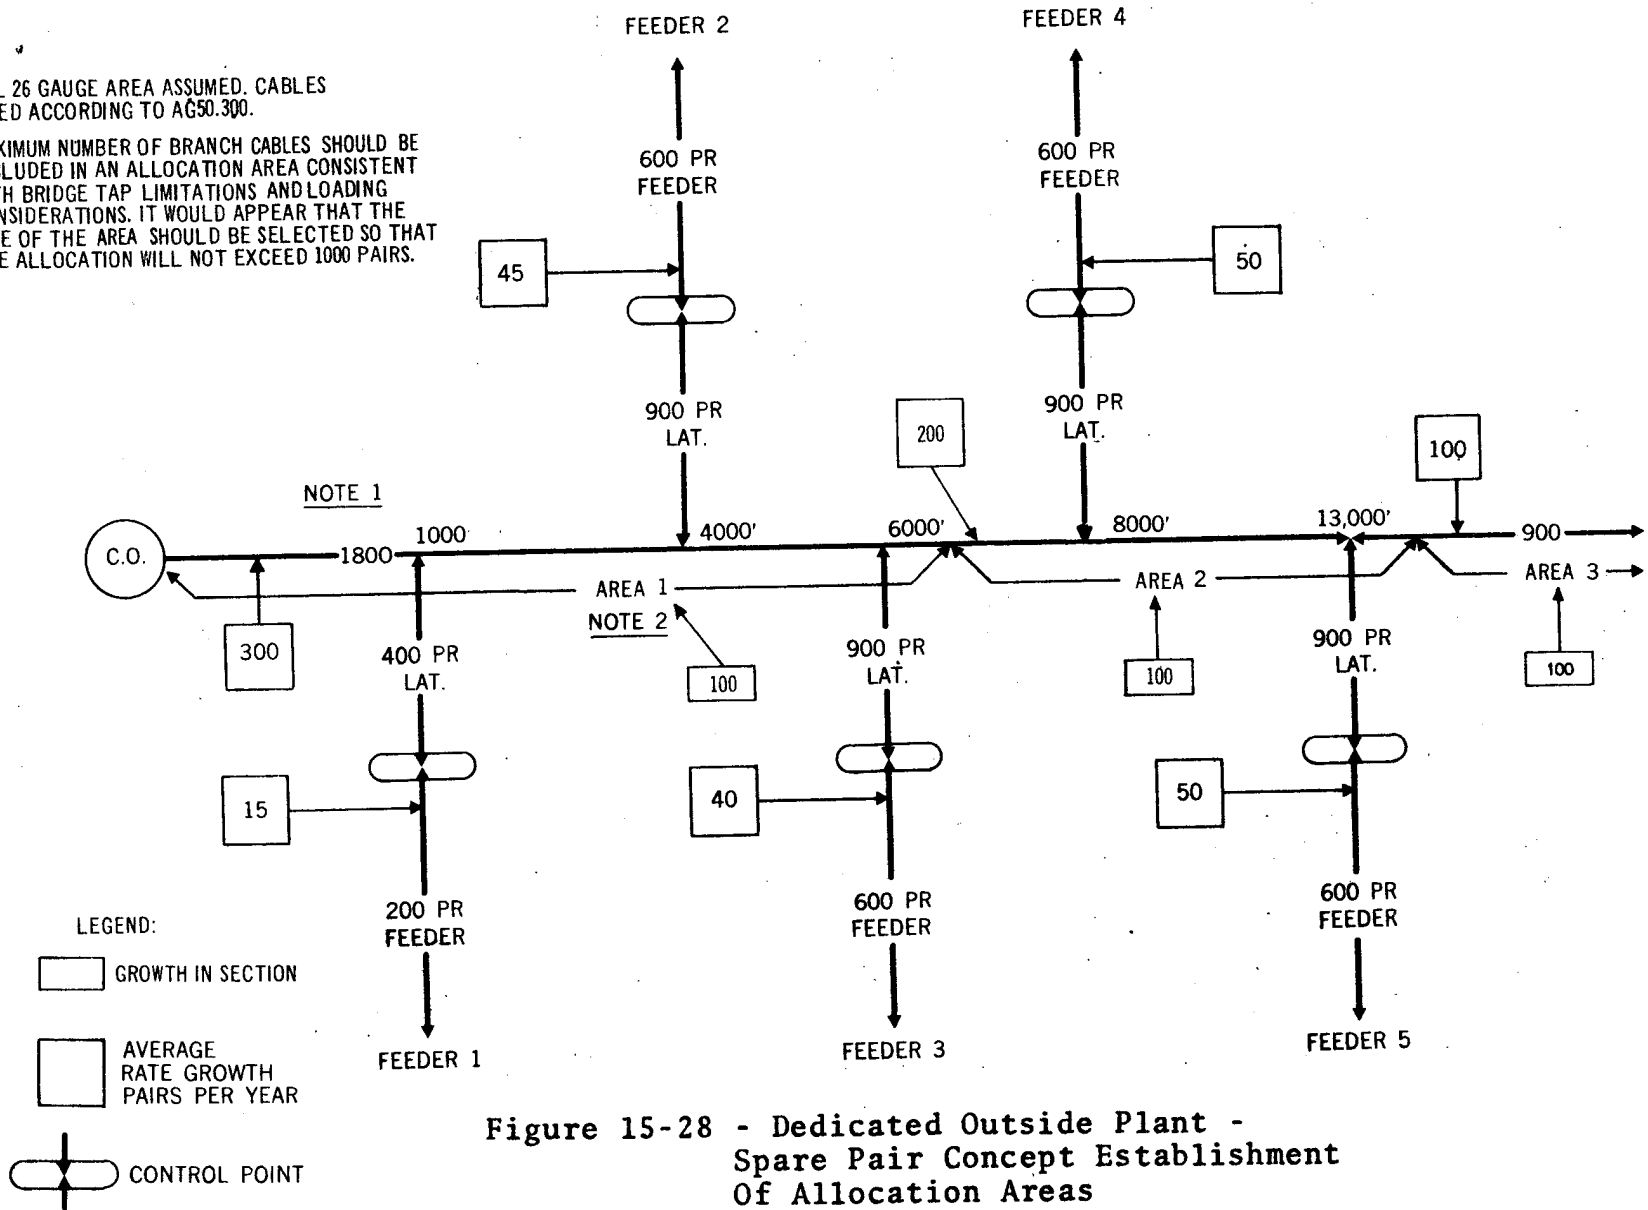 FEEDER 2
FEEDER 4
26 GAUGE AREA ASSUMED. CABLES
ACCORDING TO AG50.300.
NUMBER OF BRANCH CABLES SHOULD BE
IN AN ALLOCATION AREA CONSISTENT
BRIDGE TAP LIMITATIONS AND LOADING
IT WOULD APPEAR THAT THE
OF THE AREA SHOULD BE SELECTED SO THAT
ALLOCATION WILL NOT EXCEED 1000 PAIRS.
600 PR
FEEDER
600 PR
FEEDER
45
50
900 PR
LAT.
900 PR
LAT.
200
100
NOTE 1
C.O.
1800
1000
4000'
6000'
8000'
13,000'
900
AREA 1
AREA 2
AREA 3
NOTE 2
300
400 PR
LAT.
100
900 PR
LAT.
100
900 PR
LAT.
100
15
40
50
200 PR
FEEDER
600 PR
FEEDER
600 PR
FEEDER
FEEDER 1
FEEDER 3
FEEDER 5
LEGEND:
GROWTH IN SECTION
AVERAGE
RATE GROWTH
PAIRS PER YEAR
CONTROL POINT
Figure 15-28 - Dedicated Outside Plant -
Spare Pair Concept Establishment
Of Allocation Areas